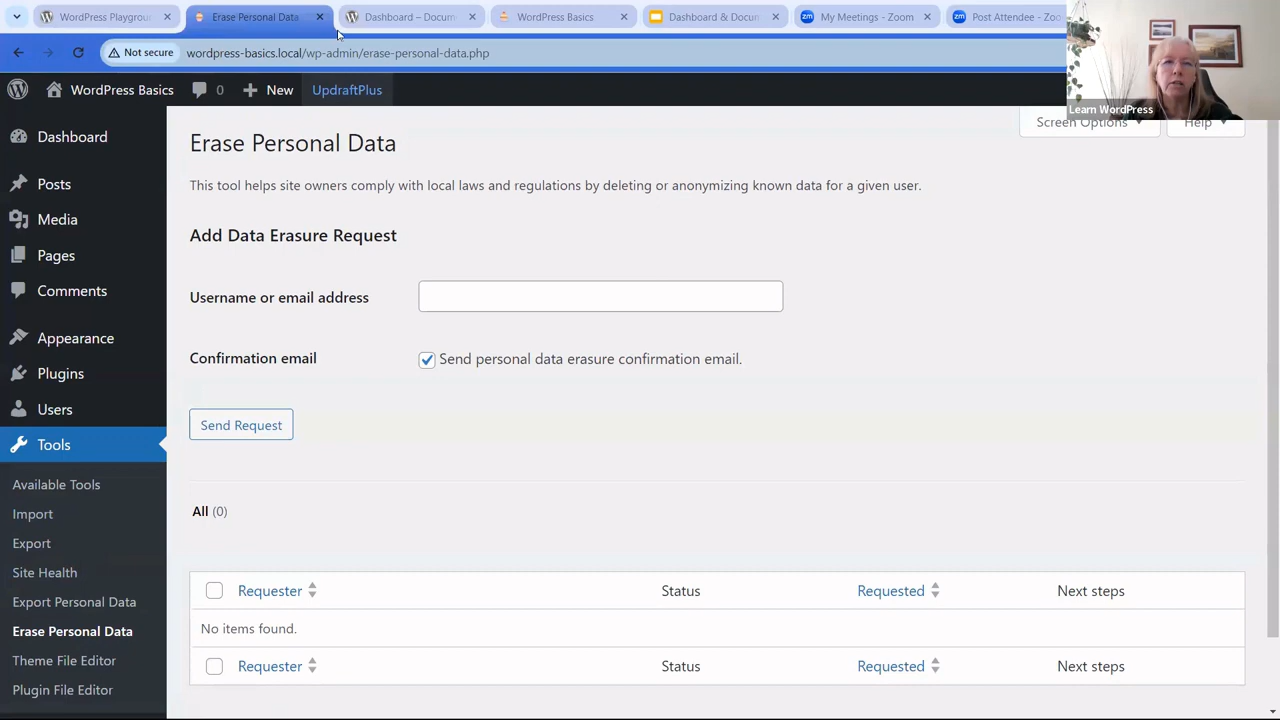 WordPress Playgrou
Erase Personal Data
Dashboard – Docum
WordPress Basics
Dashboard & Docun
zm My Meetings - Zoom
zm Post Attendee - Zoo
Not secure
wordpress-basics.local/wp-admin/erase-personal-data.php
WordPress Basics
0
New
UpdraftPlus
Learn WordPress
Screen Options
Help
Dashboard
Posts
Media
Pages
Comments
Appearance
Plugins
Users
Tools
Available Tools
Import
Export
Site Health
Export Personal Data
Erase Personal Data
Theme File Editor
Plugin File Editor
Erase Personal Data
This tool helps site owners comply with local laws and regulations by deleting or anonymizing known data for a given user.
Add Data Erasure Request
Username or email address
Confirmation email
Send personal data erasure confirmation email.
Send Request
All (0)
Requester Status Requested Next steps
No items found.
Requester Status Requested Next steps